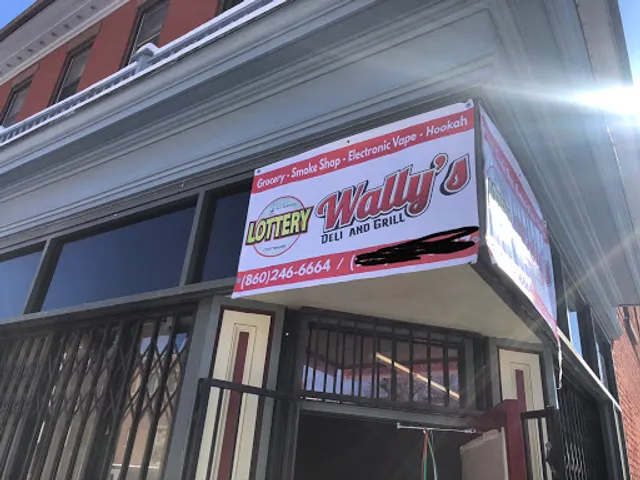 Grocery - Smoke Shop - Electronic Vape - Hookah
LOTTERY
Wally's
DELI AND GRILL
(860)246-6664 / (